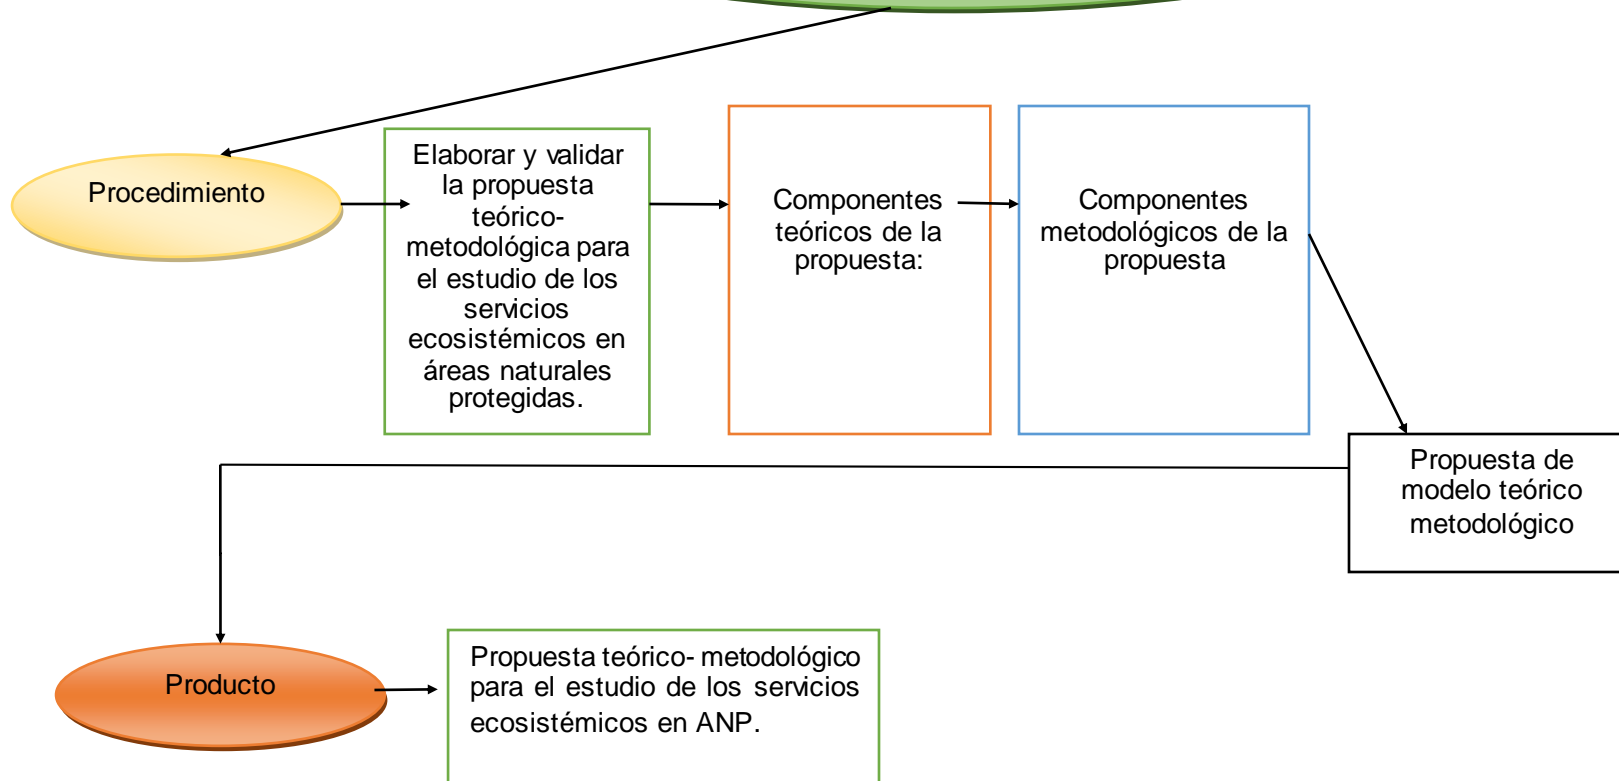 Procedimiento
Elaborar y validar
la propuesta
teórico-
metodológica para
el estudio de los
servicios
ecosistémicos en
áreas naturales
protegidas.
Componentes
teóricos de la
propuesta:
Componentes
metodológicos de la
propuesta
Propuesta de
modelo teórico
metodológico
Producto
Propuesta teórico- metodológico
para el estudio de los servicios
ecosistémicos en ANP.